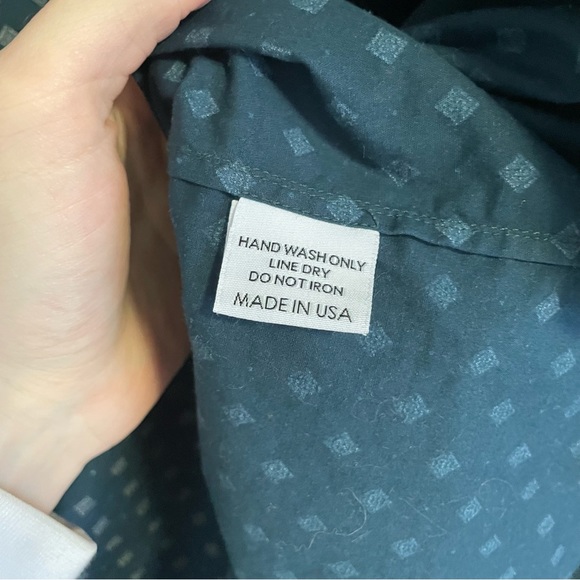 HAND WASH ONLY
LINE DRY
DO NOT IRON
MADE IN USA